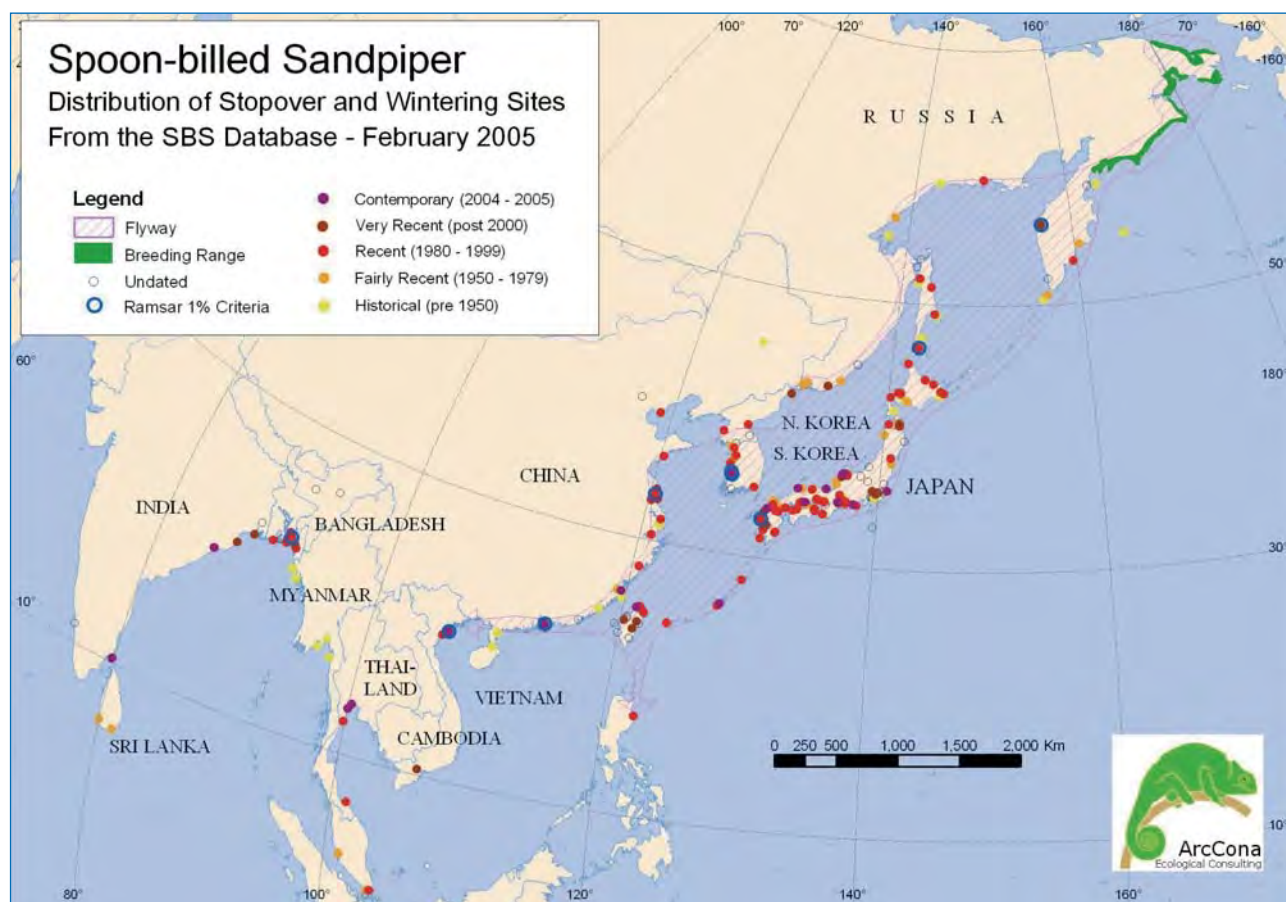 Spoon-billed Sandpiper
Distribution of Stopover and Wintering Sites
From the SBS Database - February 2005
Legend
Flyway
Breeding Range
Undated
Ramsar 1% Criteria
Contemporary (2004 - 2005)
Very Recent (post 2000)
Recent (1980 - 1999)
Fairly Recent (1950 - 1979)
Historical (pre 1950)
100° 70° 120° 140° 160° 180° 70° -160°
-160°
RUSSIA
50°
60°
180°
N. KOREA
S. KOREA
JAPAN
CHINA
INDIA
BANGLADESH
30°
MYANMAR
10°
THAI-
LAND
VIETNAM
CAMBODIA
SRI LANKA
0 250 500 1,000 1,500 2,000 Km
10°
ArcCona
Ecological Consulting
80° 100° 120° 140° 160°